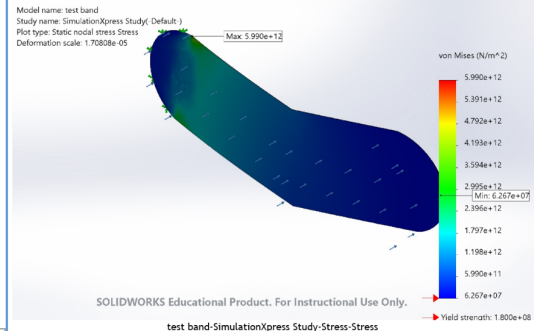 Model name: test band
Study name: SimulationXpress Study(-Default-)
Plot type: Static nodal stress Stress
Deformation scale: 1.70808e-05
Max: 5.990e+12
von Mises (N/m^2)
5.990e+12
5.391e+12
4.792e+12
4.193e+12
3.594e+12
2.995e+12
Min: 6.267e+07
2.396e+12
1.797e+12
1.198e+12
5.990e+11
6.267e+07
Yield strength: 1.800e+08
SOLIDWORKS Educational Product. For Instructional Use Only.
test band-SimulationXpress Study-Stress-Stress